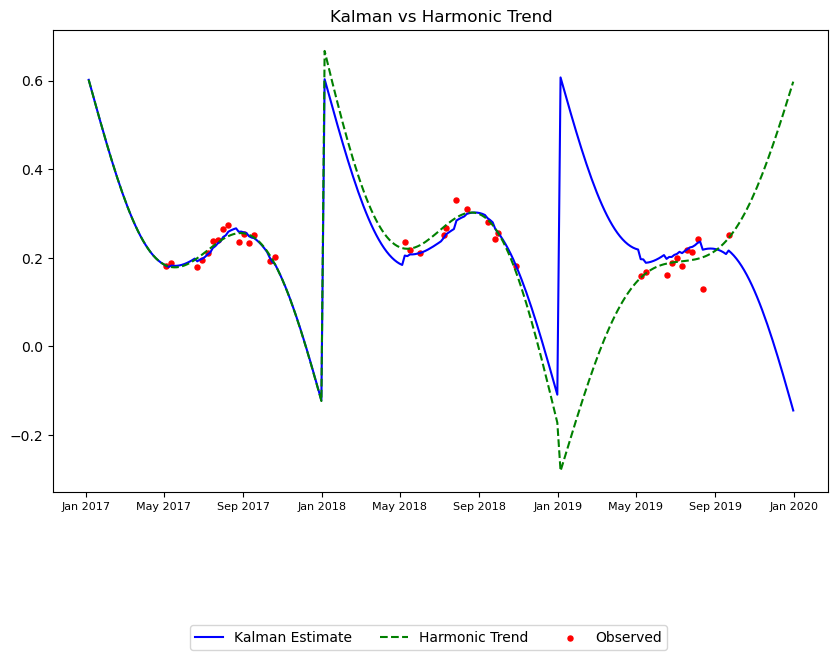 Kalman vs Harmonic Trend
0.6
0.4
0.2
0.0
−0.2
Jan 2017 May 2017 Sep 2017 Jan 2018 May 2018 Sep 2018 Jan 2019 May 2019 Sep 2019 Jan 2020
Kalman Estimate Harmonic Trend Observed